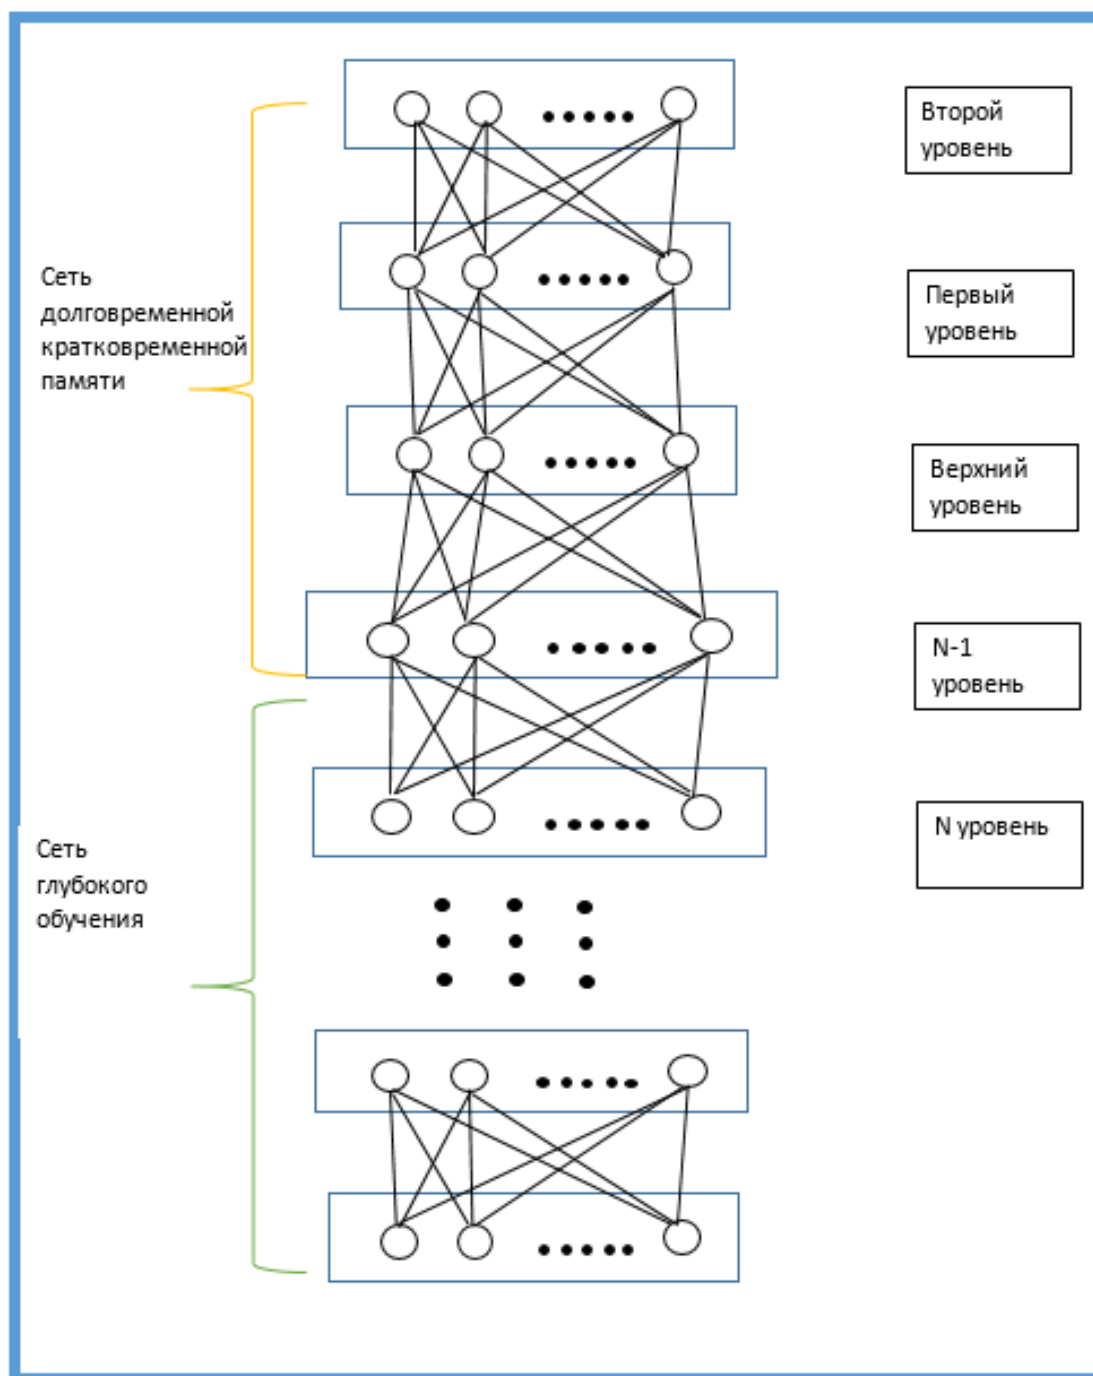 Второй
уровень
Сеть
долговременной
кратковременной
памяти
Первый
уровень
Верхний
уровень
N-1
уровень
Сеть
глубокого
обучения
N уровень